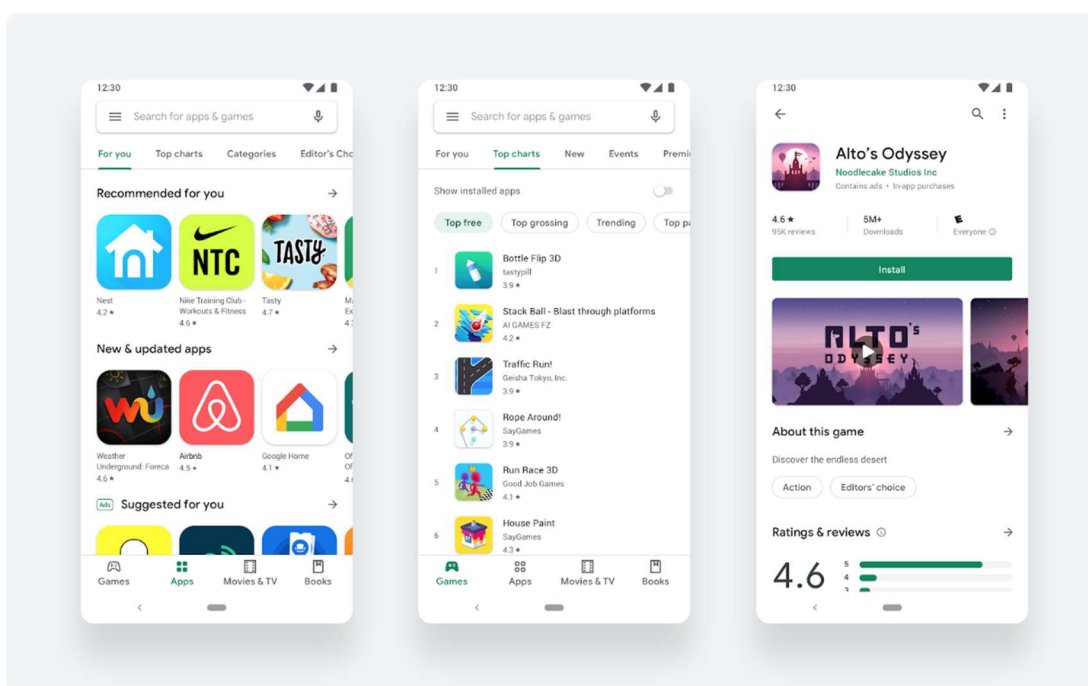 12:30
Search for apps & games
For you Top charts Categories Editor's Cho
Recommended for you
NTC
TASTY
Nest
4.2
Nike Training Club -
Workouts & Fitness
4.6
Tasty
4.7
New & updated apps
wu
Weather
Underground: Foreca
4.6
Airbnb
4.5
Google Home
4.1
Ads Suggested for you
Games Apps Movies & TV Books
12:30
Search for apps & games
For you Top charts New Events Premi
Show installed apps
Top free Top grossing Trending Top pa
1
Bottle Flip 3D
tastypill
3.9
2
Stack Ball - Blast through platforms
AI GAMES FZ
4.2
3
Traffic Run!
Geisha Tokyo, Inc.
3.9
4
Rope Around!
SayGames
3.9
5
Run Race 3D
Good Job Games
4.1
6
House Paint
SayGames
4.3
Games Apps Movies & TV Books
12:30
Alto's Odyssey
Noodlecake Studios Inc
Contains ads • In-app purchases
4.6
95K reviews
5M+
Downloads
E
Everyone
Install
ALTO'S
ODYSSEY
About this game
Discover the endless desert
Action Editors' choice
Ratings & reviews
4.6
5
4
3